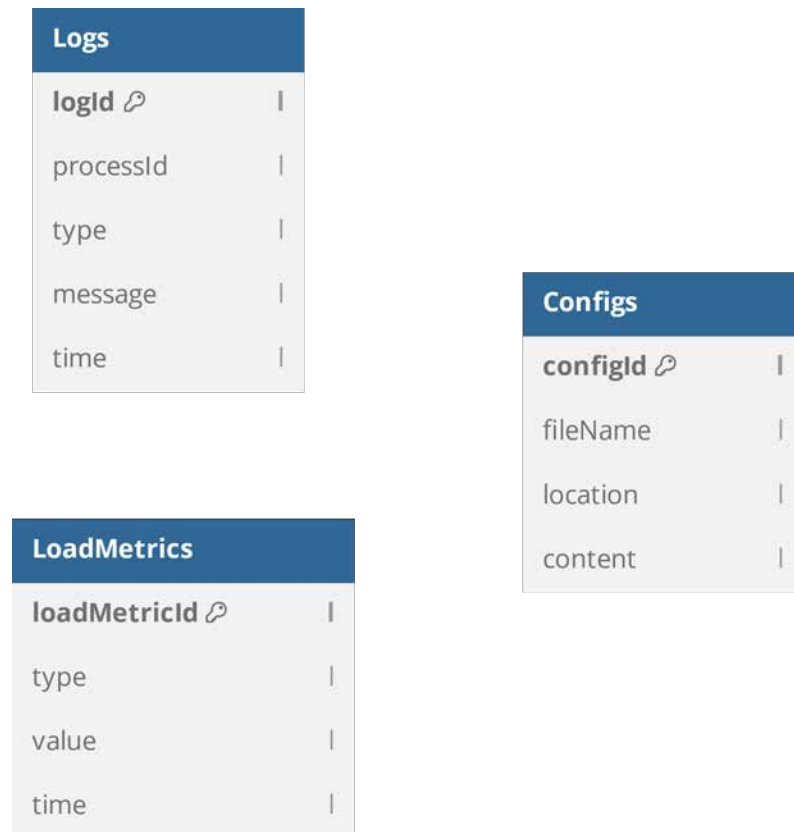 Logs
logId
processId
type
message
time
Configs
configId
fileName
location
content
LoadMetrics
loadMetricId
type
value
time